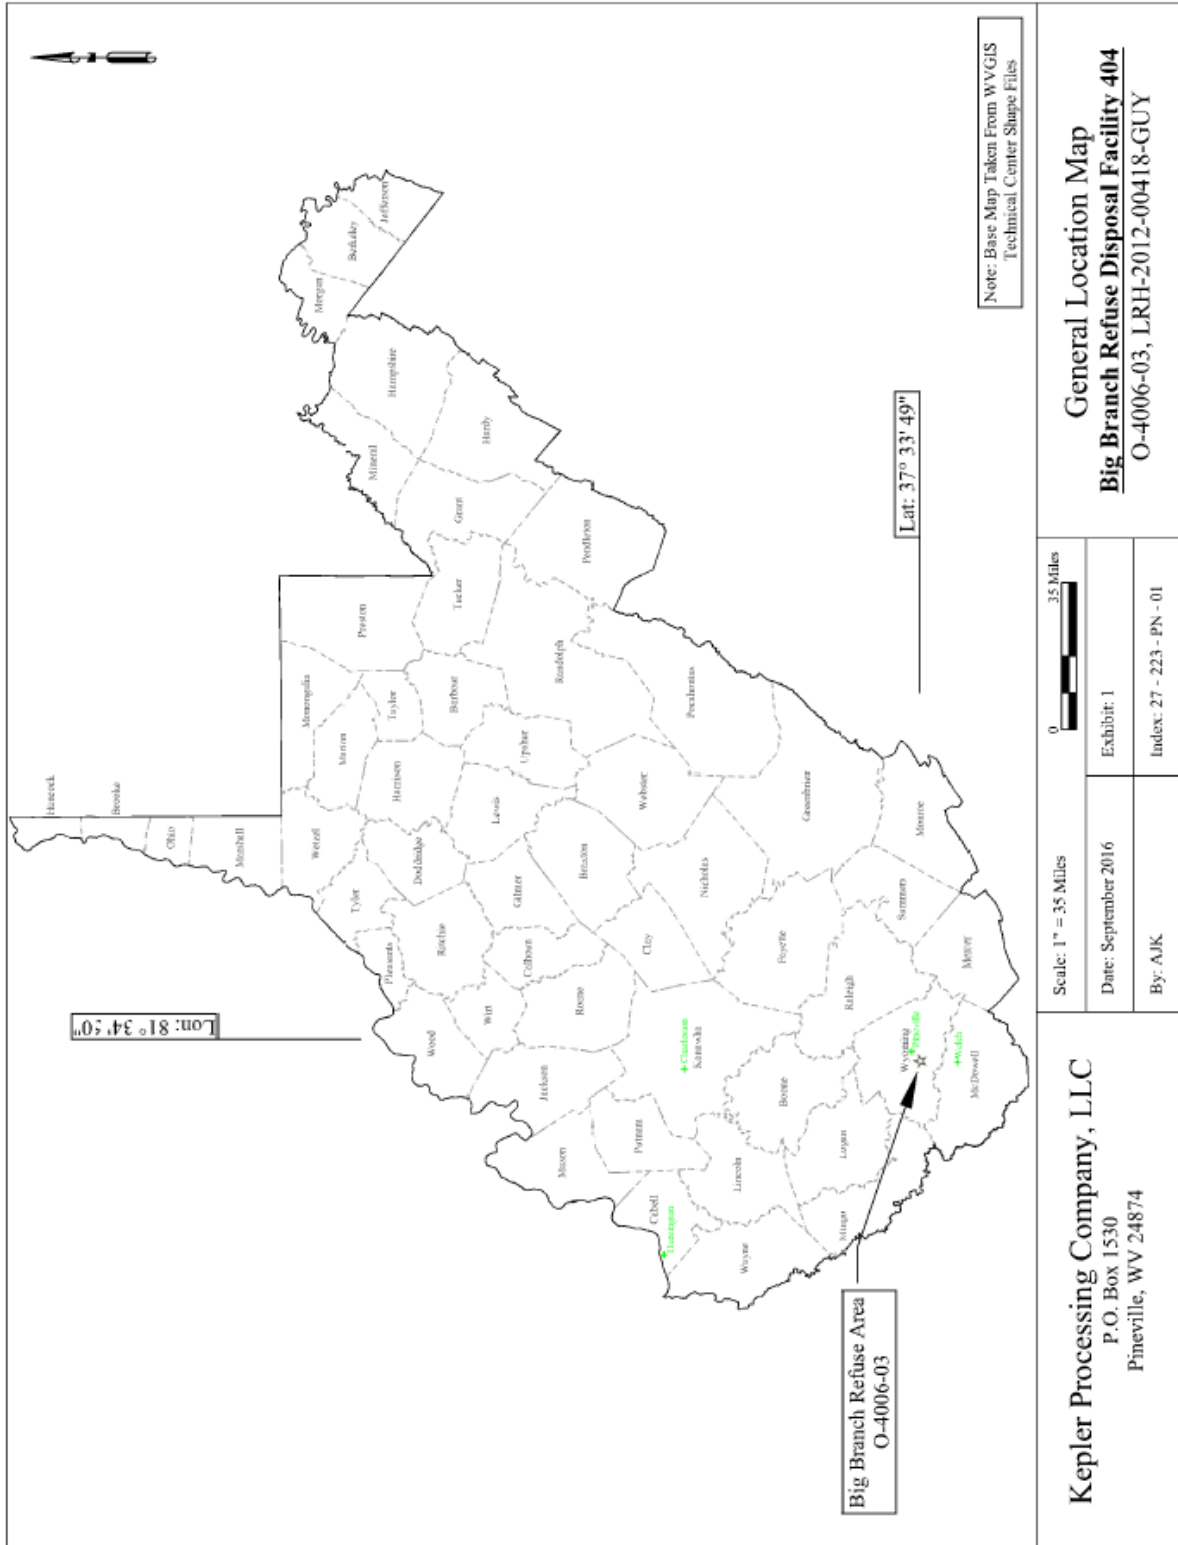 Hancock
Brooke
Ohio
Marshall
Wetzel
Monongalia
Marion
Preston
Tyler
Pleasants
Doddridge
Harrison
Taylor
Barbour
Tucker
Mineral
Grant
Hampshire
Hardy
Morgan
Berkeley
Jefferson
Wood
Wirt
Ritchie
Calhoun
Gilmer
Lewis
Upshur
Randolph
Pendleton
Jackson
Roane
Braxton
Webster
Pocahontas
Mason
Putnam
Clay
Nicholas
Greenbrier
Cabell
Huntington
Charleston
Kanawha
Fayette
Wayne
Lincoln
Boone
Raleigh
Summers
Monroe
Mingo
Logan
Wyoming
Pineville
Mercer
Welch
McDowell
Lon: 81° 34' 50"
Lat: 37° 33' 49"
Big Branch Refuse Area
O-4006-03
Note: Base Map Taken From WVGIS
Technical Center Shape Files
Kepler Processing Company, LLC
P.O. Box 1530
Pineville, WV 24874
Scale: 1" = 35 Miles
0
35 Miles
Date: September 2016
Exhibit: 1
By: AJK
Index: 27 - 223 - PN - 01
General Location Map
Big Branch Refuse Disposal Facility 404
O-4006-03, LRH-2012-00418-GUY